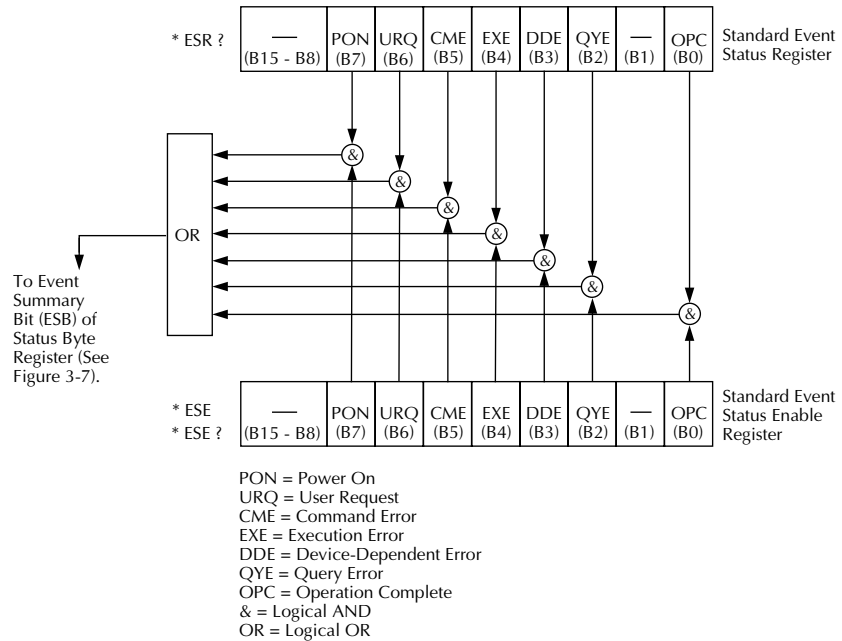 * ESR ?
— PON URQ CME EXE DDE QYE — OPC
(B15 - B8) (B7) (B6) (B5) (B4) (B3) (B2) (B1) (B0)
Standard Event
Status Register
&
&
&
&
&
&
&
OR
To Event
Summary
Bit (ESB) of
Status Byte
Register (See
Figure 3-7).
* ESE
* ESE ?
— PON URQ CME EXE DDE QYE — OPC
(B15 - B8) (B7) (B6) (B5) (B4) (B3) (B2) (B1) (B0)
Standard Event
Status Enable
Register
PON = Power On
URQ = User Request
CME = Command Error
EXE = Execution Error
DDE = Device-Dependent Error
QYE = Query Error
OPC = Operation Complete
& = Logical AND
OR = Logical OR